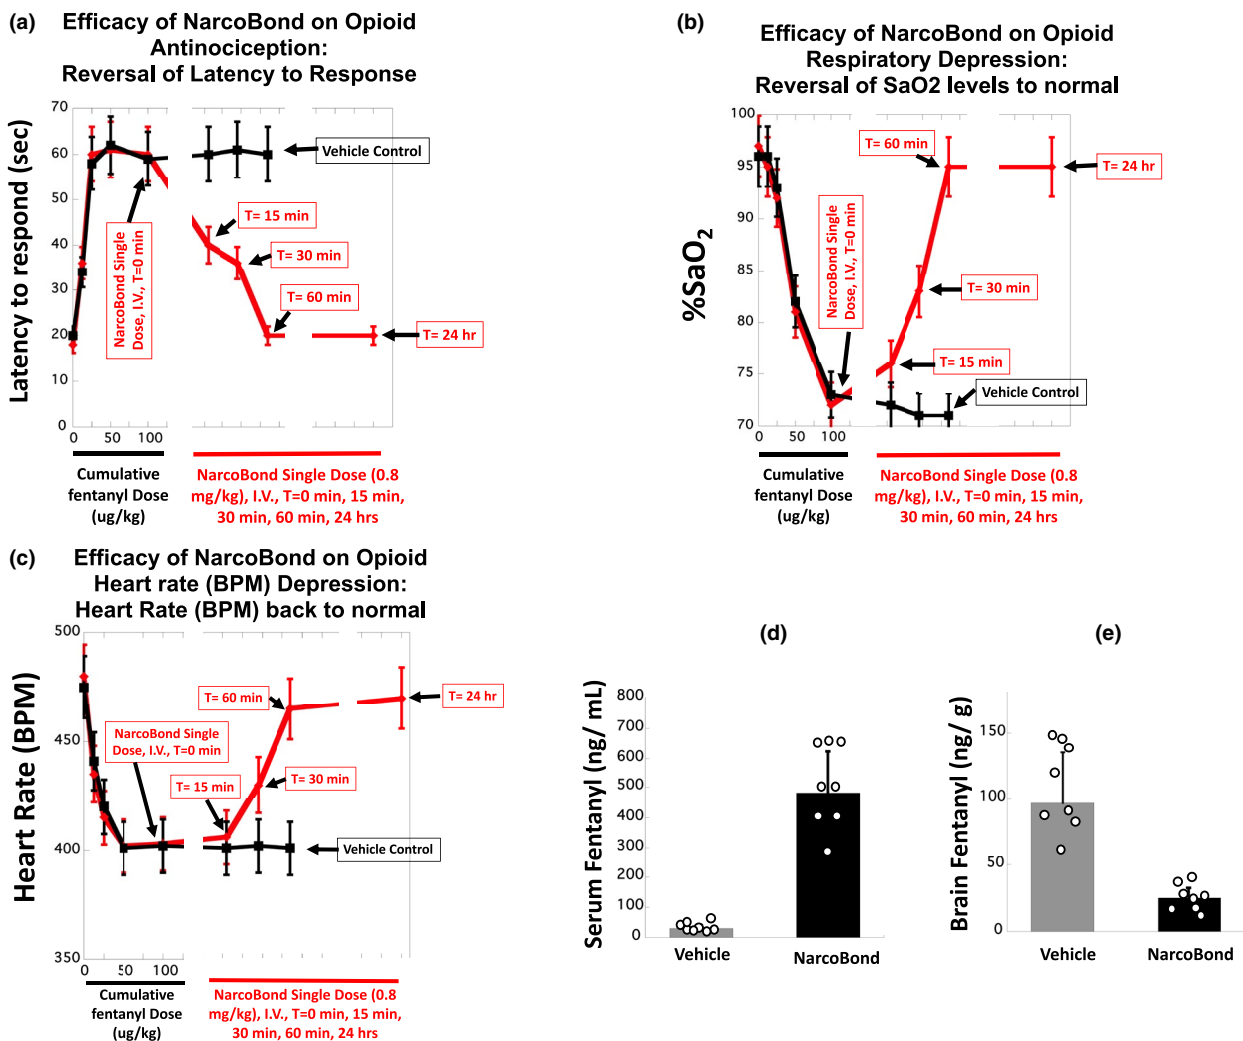 (a)
Efficacy of NarcoBond on Opioid
Antinociception:
Reversal of Latency to Response
Latency to respond (sec)
70
60
50
40
30
20
10
0
0
50
100
Vehicle Control
NarcoBond Single
Dose, I.V., T=0 min
T= 15 min
T= 30 min
T= 60 min
T= 24 hr
Cumulative
fentanyl Dose
(ug/kg)
NarcoBond Single Dose (0.8
mg/kg), I.V., T=0 min, 15 min,
30 min, 60 min, 24 hrs
(b)
Efficacy of NarcoBond on Opioid
Respiratory Depression:
Reversal of SaO2 levels to normal
%SaO₂
100
95
90
85
80
75
70
0
50
100
T= 60 min
T= 24 hr
NarcoBond Single
Dose, I.V., T=0 min
T= 30 min
T= 15 min
Vehicle Control
Cumulative
fentanyl Dose
(ug/kg)
NarcoBond Single Dose (0.8
mg/kg), I.V., T=0 min, 15 min,
30 min, 60 min, 24 hrs
(c)
Efficacy of NarcoBond on Opioid
Heart rate (BPM) Depression:
Heart Rate (BPM) back to normal
Heart Rate (BPM)
500
450
400
350
0
50
100
T= 60 min
T= 24 hr
NarcoBond Single
Dose, I.V., T=0 min
T= 15 min
T= 30 min
Vehicle Control
Cumulative
fentanyl Dose
(ug/kg)
NarcoBond Single Dose (0.8
mg/kg), I.V., T=0 min, 15 min,
30 min, 60 min, 24 hrs
(d)
Serum Fentanyl (ng/ mL)
800
700
600
500
400
300
200
100
0
Vehicle
NarcoBond
(e)
Brain Fentanyl (ng/ g)
150
100
50
0
Vehicle
NarcoBond